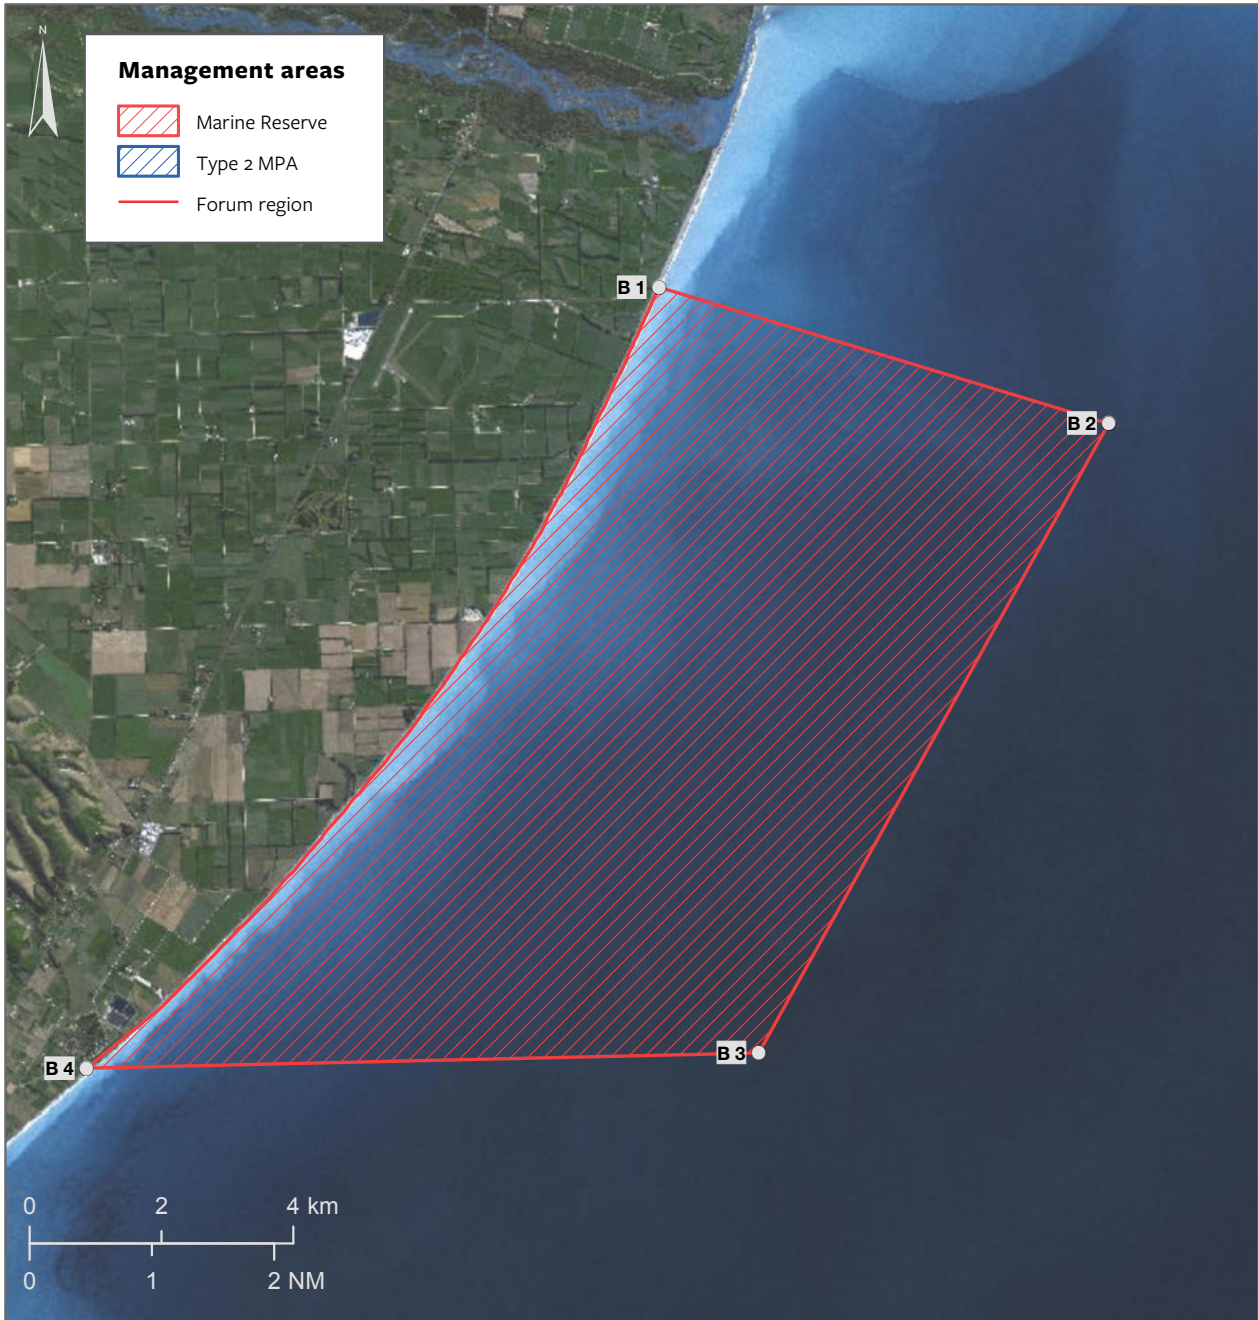 N
Management areas
Marine Reserve
Type 2 MPA
Forum region
B 1
B 2
B 3
B 4
0 2 4 km
0 1 2 NM